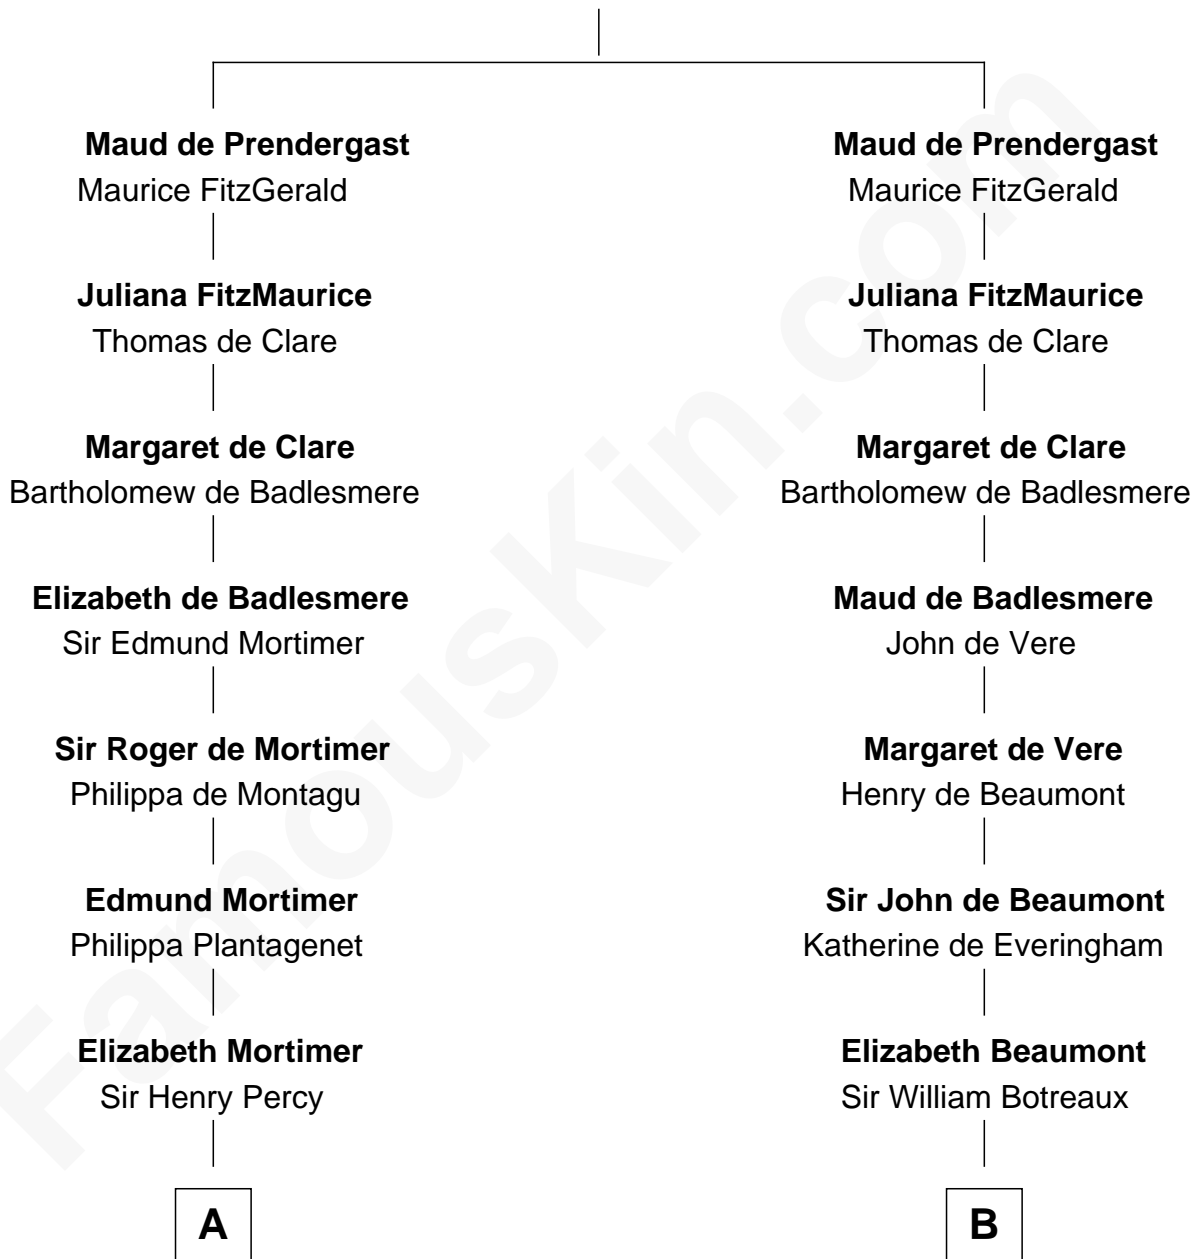 Maud de Prendergast
Maurice FitzGerald
Juliana FitzMaurice
Thomas de Clare
Margaret de Clare
Bartholomew de Badlesmere
Elizabeth de Badlesmere
Sir Edmund Mortimer
Sir Roger de Mortimer
Philippa de Montagu
Edmund Mortimer
Philippa Plantagenet
Elizabeth Mortimer
Sir Henry Percy
A
Maud de Prendergast
Maurice FitzGerald
Juliana FitzMaurice
Thomas de Clare
Margaret de Clare
Bartholomew de Badlesmere
Maud de Badlesmere
John de Vere
Margaret de Vere
Henry de Beaumont
Sir John de Beaumont
Katherine de Everingham
Elizabeth Beaumont
Sir William Botreaux
B
FamousKin.com